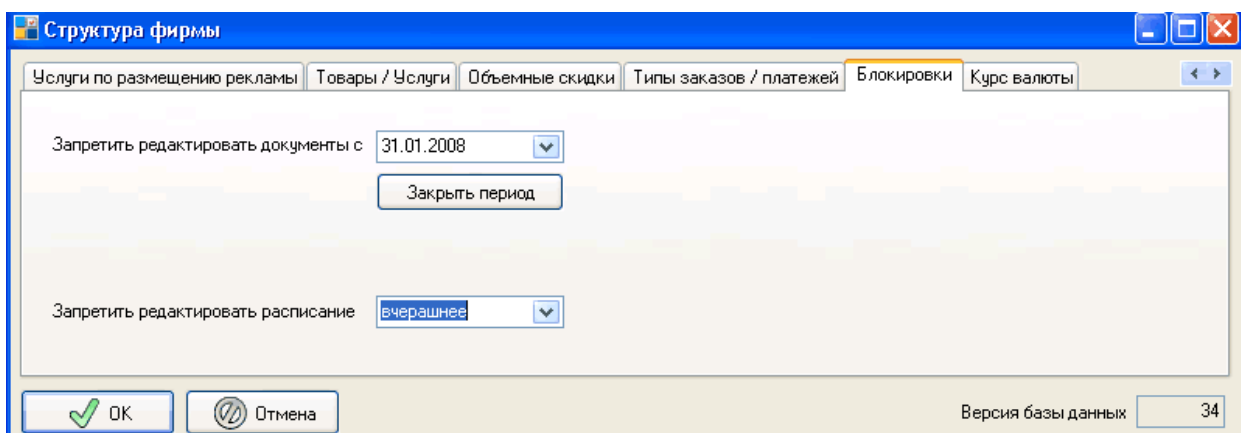 Структура фирмы
Услуги по размещению рекламы Товары / Услуги Объемные скидки Типы заказов / платежей Блокировки Курс валюты
Запретить редактировать документы с 31.01.2008
Закрыть период
Запретить редактировать расписание вчерашнее
ОК Отмена Версия базы данных 34